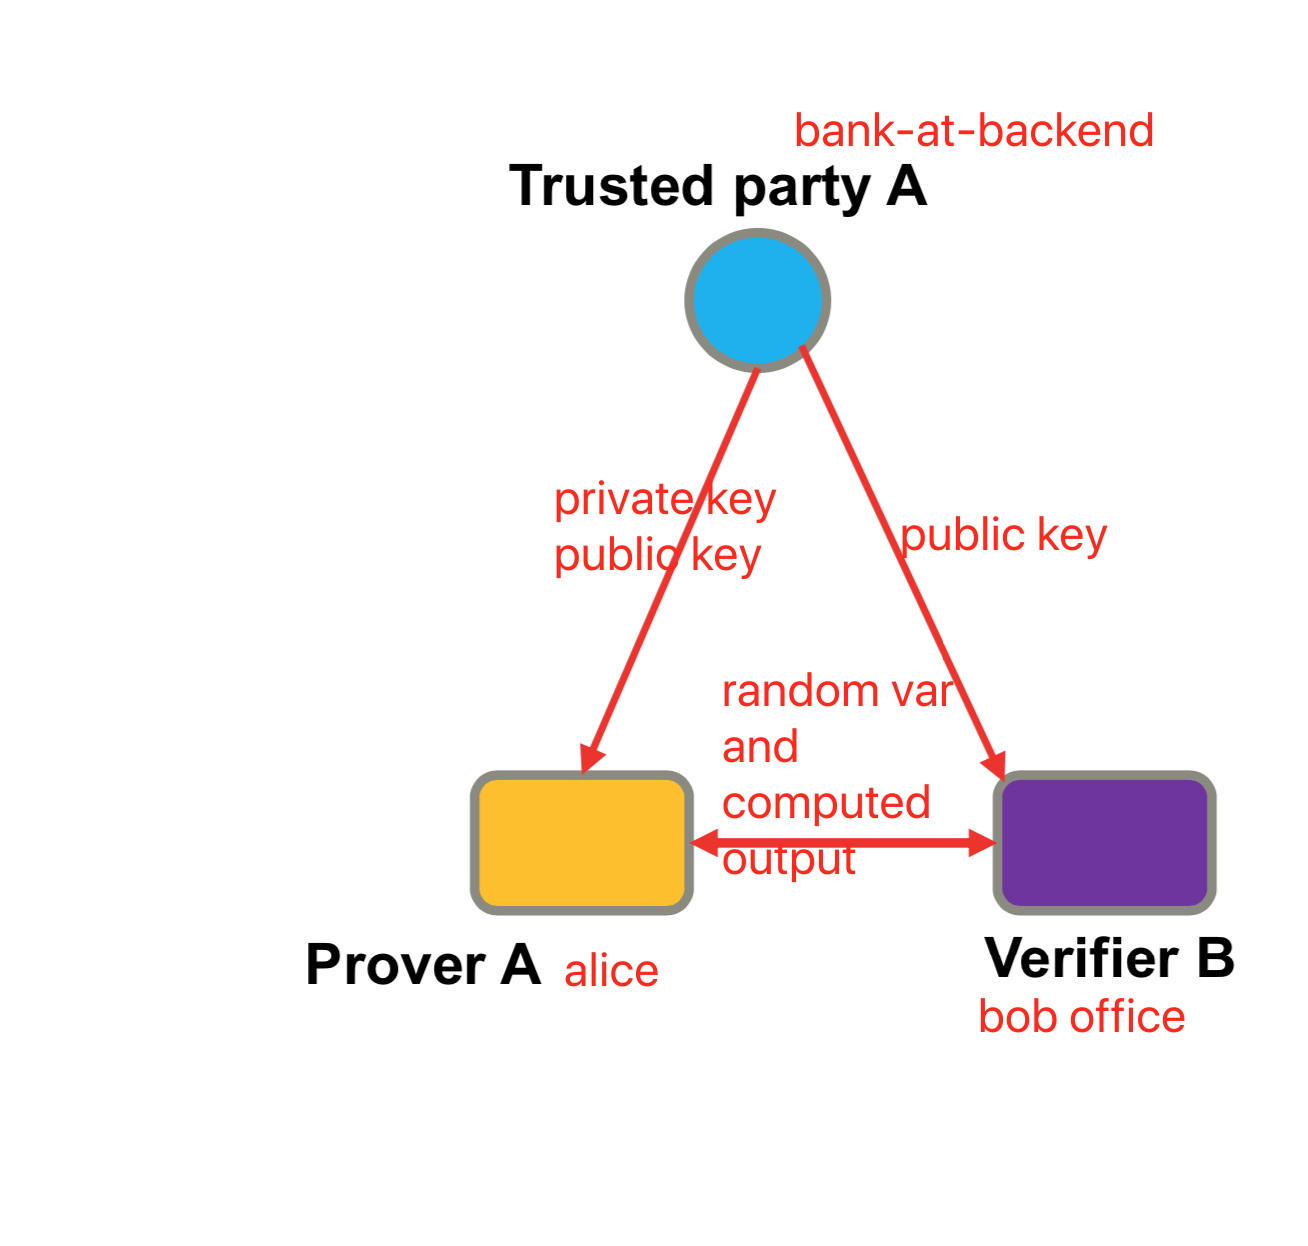 bank-at-backend
Trusted party A
private key
public key
public key
random var
and
computed
output
Prover A
alice
Verifier B
bob office